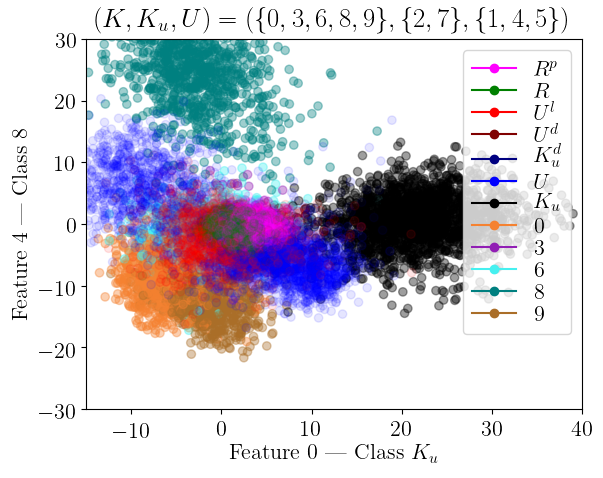 (K, K_u, U) = ({0, 3, 6, 8, 9}, {2, 7}, {1, 4, 5})
30
20
10
0
−10
−20
−30
Feature 4 — Class 8
R^p
R
U^l
U^d
K_u^d
U
K_u
0
3
6
8
9
−10 0 10 20 30 40
Feature 0 — Class K_u